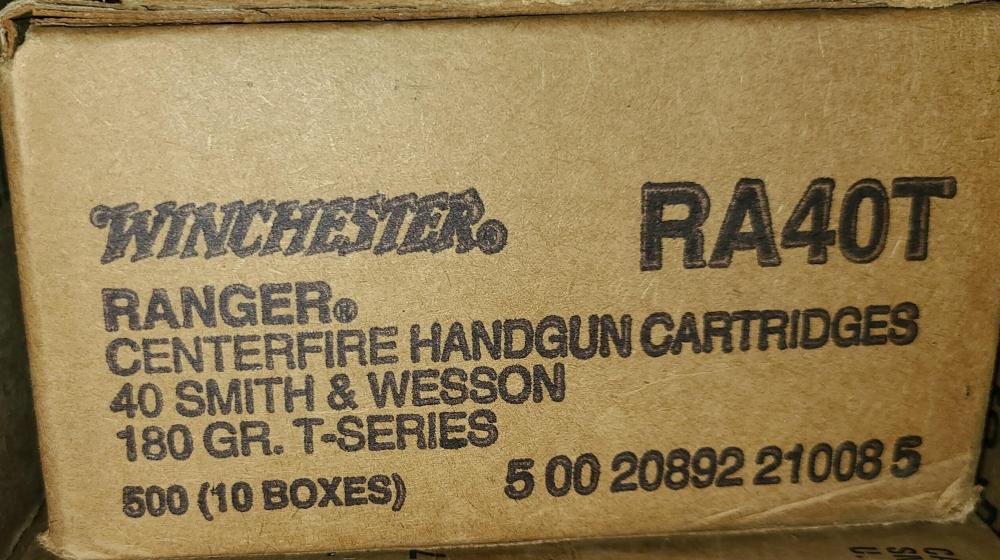 WINCHESTER® RA40T
RANGER®
CENTERFIRE HANDGUN CARTRIDGES
40 SMITH & WESSON
180 GR. T-SERIES
500 (10 BOXES) 5 00 20892 21008 5